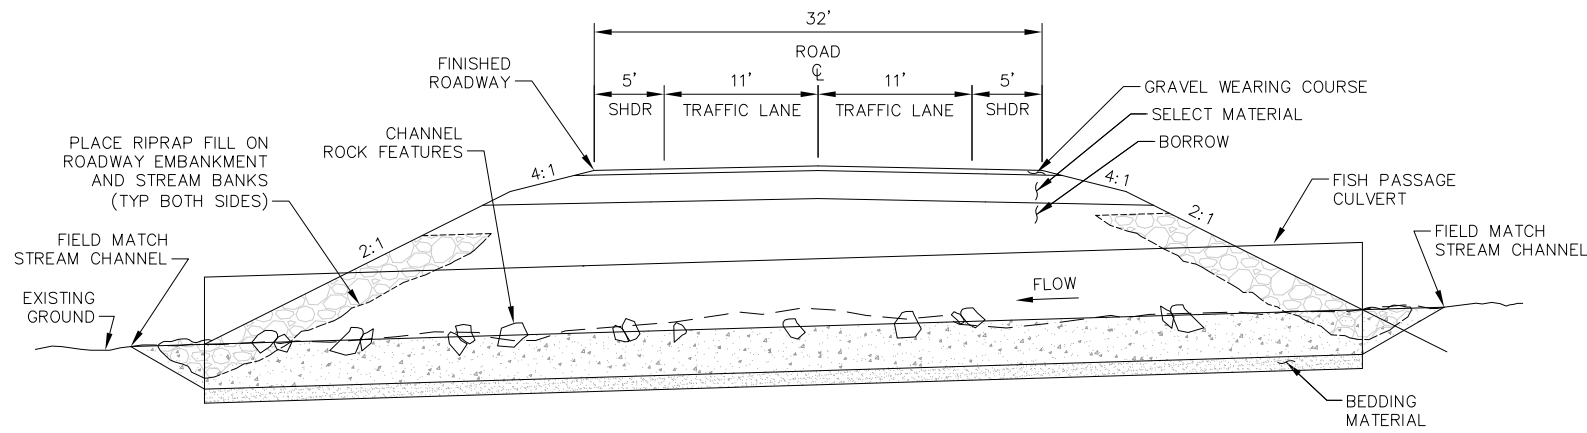 32'
ROAD
℄
5'
11'
11'
5'
SHDR
TRAFFIC LANE
TRAFFIC LANE
SHDR
FINISHED
ROADWAY
GRAVEL WEARING COURSE
SELECT MATERIAL
BORROW
CHANNEL
ROCK FEATURES
PLACE RIPRAP FILL ON
ROADWAY EMBANKMENT
AND STREAM BANKS
(TYP BOTH SIDES)
4:1
4:1
FISH PASSAGE
CULVERT
2:1
2:1
FIELD MATCH
STREAM CHANNEL
FIELD MATCH
STREAM CHANNEL
EXISTING
GROUND
FLOW
BEDDING
MATERIAL